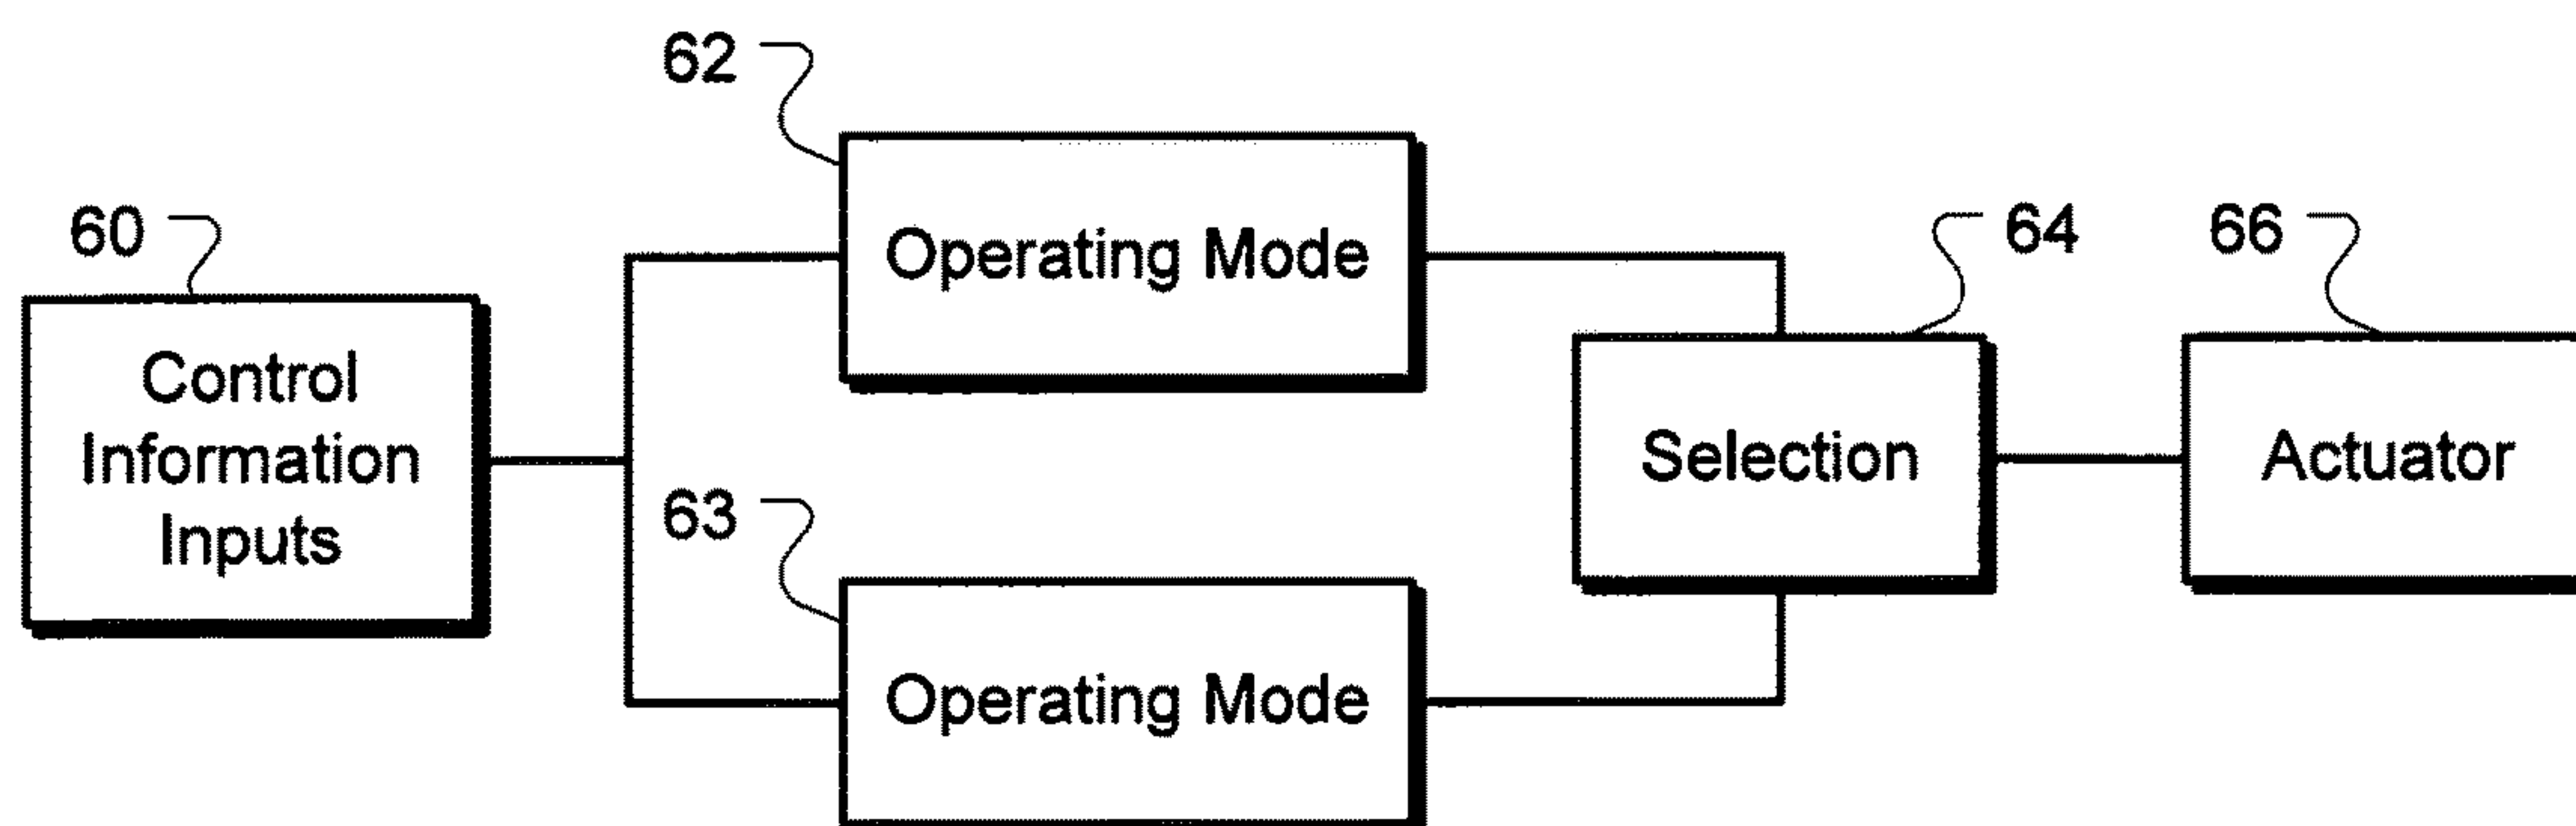 62
Operating Mode
60
Control
Information
Inputs
64
Selection
66
Actuator
63
Operating Mode